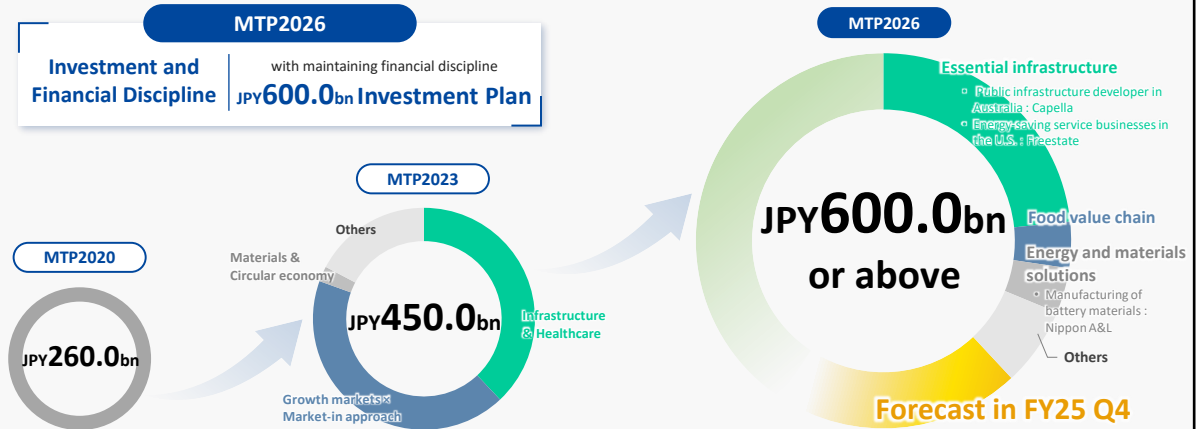 MTP2026
Investment and
Financial Discipline
with maintaining financial discipline
JPY600.0bn Investment Plan
MTP2020
JPY260.0bn
MTP2023
Others
Materials &
Circular economy
JPY450.0bn
Infrastructure
& Healthcare
Growth markets×
Market-in approach
MTP2026
Essential infrastructure
▫ Public infrastructure developer in
Australia : Capella
▫ Energy-saving service businesses in
the U.S. : Freestate
JPY600.0bn
or above
Food value chain
Energy and materials
solutions
• Manufacturing of
battery materials :
Nippon A&L
Others
Forecast in FY25 Q4